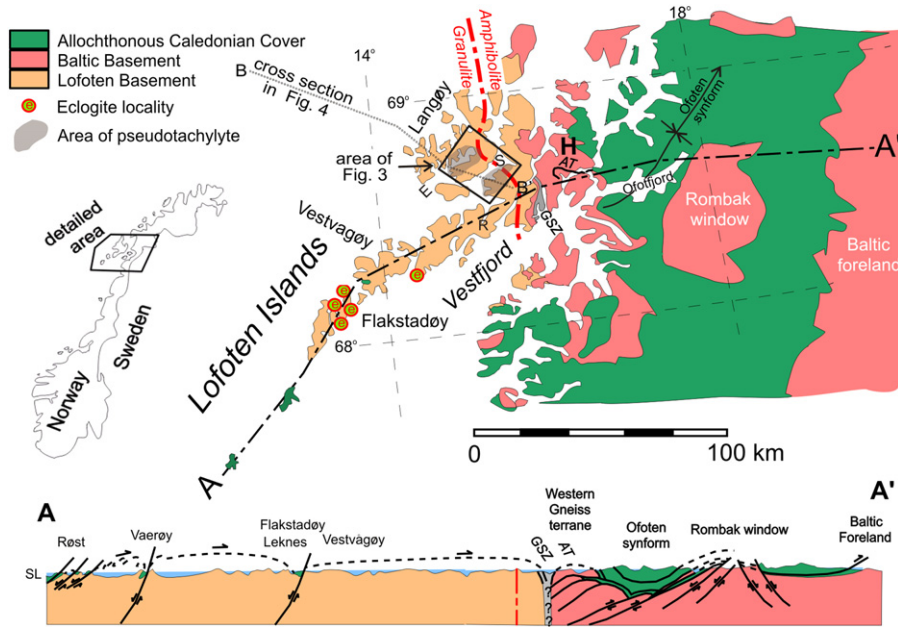 Allochthonous Caledonian Cover
Baltic Basement
Lofoten Basement
Eclogite locality
Area of pseudotachylyte
B
cross section
in Fig. 4
14°
18°
69°
Langøy
Amphibolite
Granulite
Ofoten
synform
area of
Fig. 3
E
S
B'
H
AT
GSZ
R
Ofotfjord
A'
Rombak
window
Baltic
foreland
detailed
area
Norway
Sweden
Vestvagøy
Lofoten Islands
Vestfjord
Flakstadøy
68°
e
e
e
e
e
e
A
0
100 km
A
A'
Røst
Vaerøy
Flakstadøy
Leknes
Vestvågøy
Western
Gneiss
terrane
GSZ
AT
Ofoten
synform
Rombak window
Baltic
Foreland
SL
?
?
?